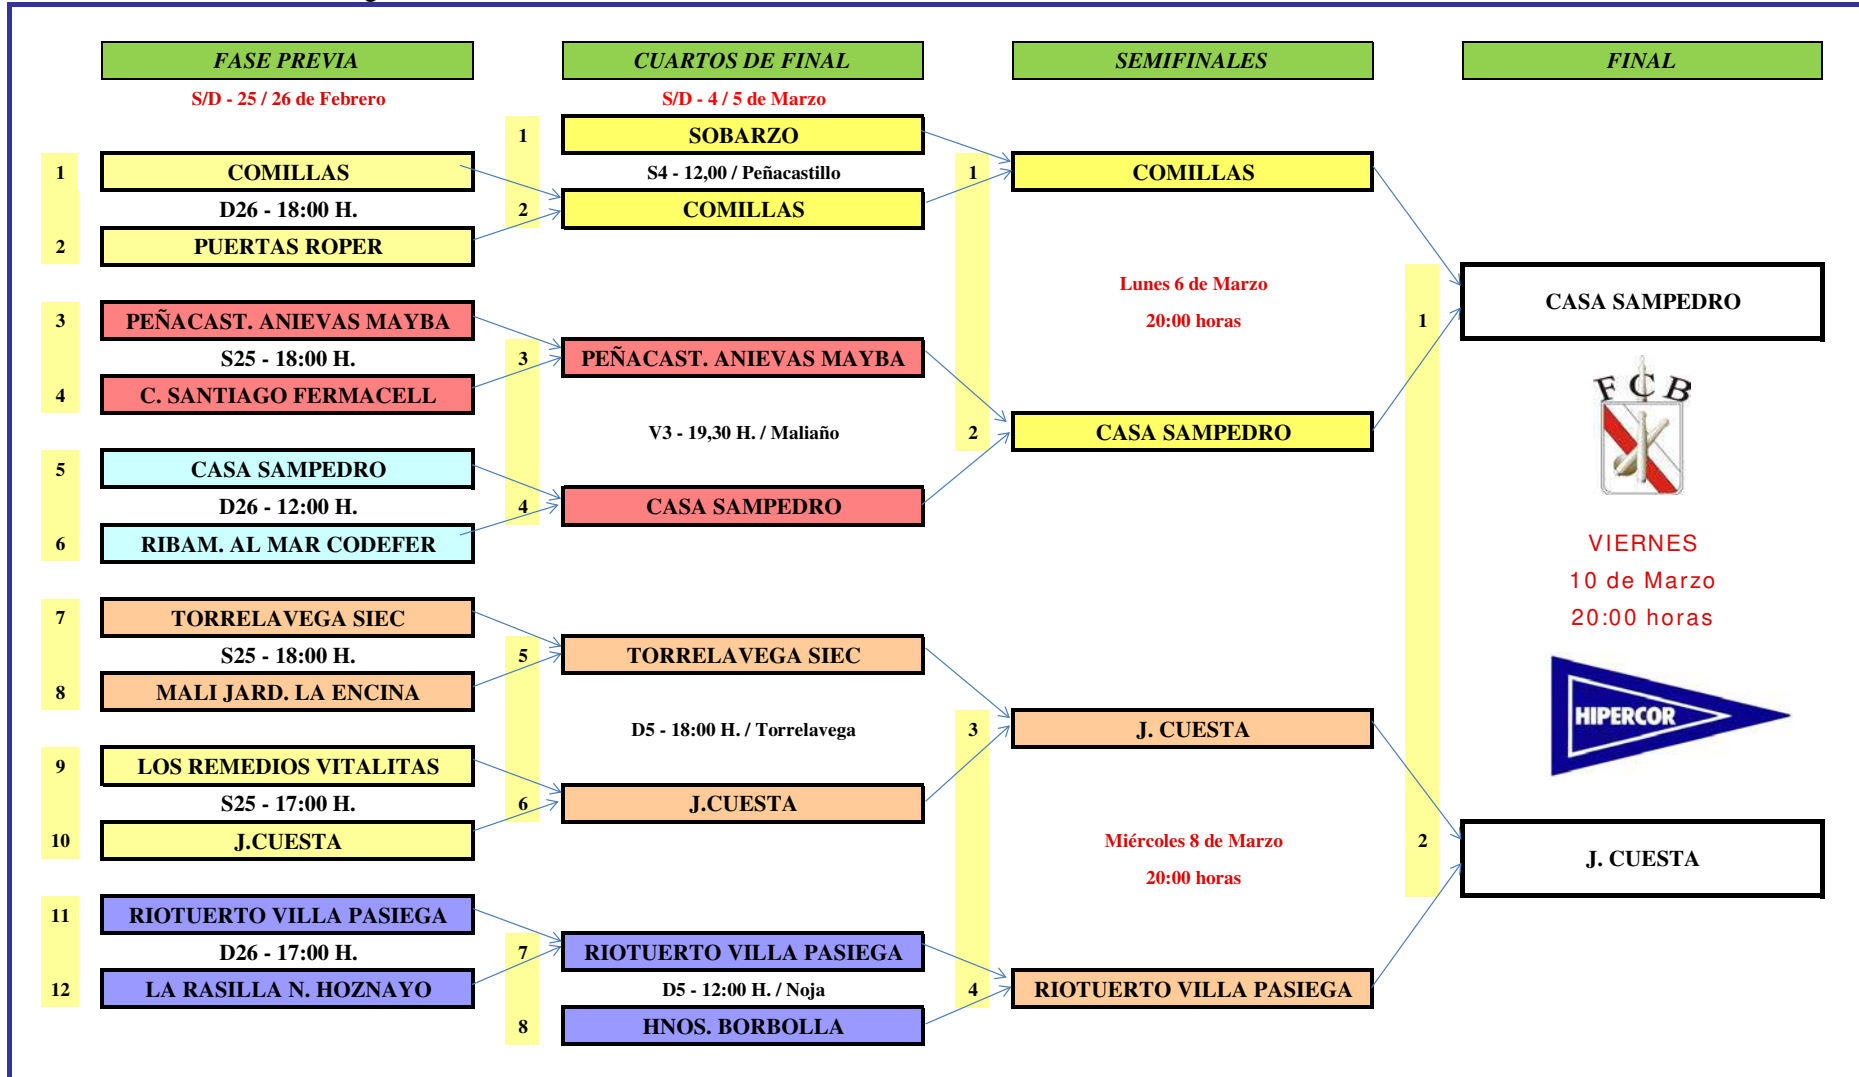 FASE PREVIA
S/D - 25 / 26 de Febrero
1 COMILLAS
D26 - 18:00 H.
2 PUERTAS ROPER
3 PEÑACAST. ANIEVAS MAYBA
S25 - 18:00 H.
4 C. SANTIAGO FERMACELL
5 CASA SAMPEDRO
D26 - 12:00 H.
6 RIBAM. AL MAR CODEFER
7 TORRELAVEGA SIEC
S25 - 18:00 H.
8 MALI JARD. LA ENCINA
9 LOS REMEDIOS VITALITAS
S25 - 17:00 H.
10 J.CUESTA
11 RIOTUERTO VILLA PASIEGA
D26 - 17:00 H.
12 LA RASILLA N. HOZNAYO
CUARTOS DE FINAL
S/D - 4 / 5 de Marzo
1 SOBARZO
S4 - 12,00 / Peñacastillo
2 COMILLAS
3 PEÑACAST. ANIEVAS MAYBA
V3 - 19,30 H. / Maliaño
4 CASA SAMPEDRO
5 TORRELAVEGA SIEC
D5 - 18:00 H. / Torrelavega
6 J.CUESTA
7 RIOTUERTO VILLA PASIEGA
D5 - 12:00 H. / Noja
8 HNOS. BORBOLLA
SEMIFINALES
1 COMILLAS
Lunes 6 de Marzo
20:00 horas
2 CASA SAMPEDRO
3 J. CUESTA
Miércoles 8 de Marzo
20:00 horas
4 RIOTUERTO VILLA PASIEGA
FINAL
1 CASA SAMPEDRO
FCB
VIERNES
10 de Marzo
20:00 horas
HIPERCOR
2 J. CUESTA